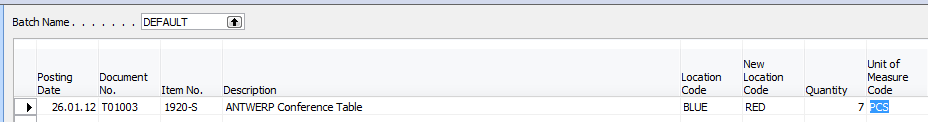 Batch Name . . . . . . . DEFAULT
Posting Date Document No. Item No. Description Location Code New Location Code Quantity Unit of Measure Code
26.01.12 T01003 1920-S ANTWERP Conference Table BLUE RED 7 PCS